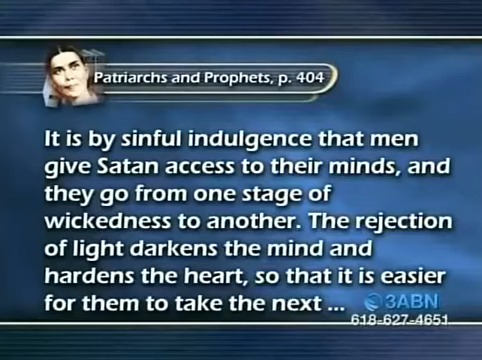 Patriarchs and Prophets, p. 404
It is by sinful indulgence that men
give Satan access to their minds, and
they go from one stage of
wickedness to another. The rejection
of light darkens the mind and
hardens the heart, so that it is easier
for them to take the next ...
3ABN
618-627-4651